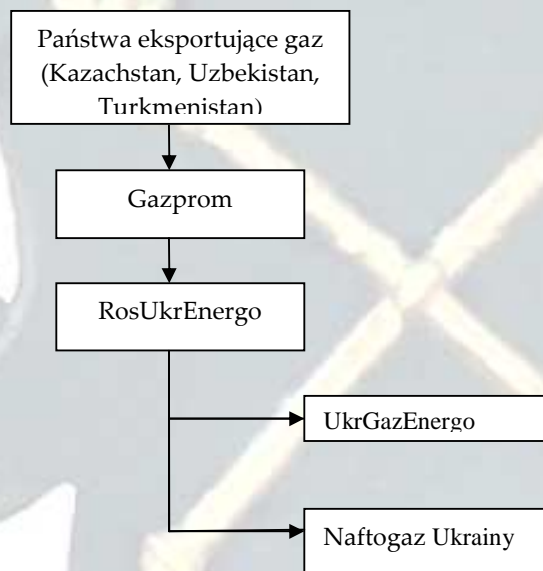 Państwa eksportujące gaz
(Kazachstan, Uzbekistan,
Turkmenistan)
Gazprom
RosUkrEnergo
UkrGazEnergo
Naftogaz Ukrainy